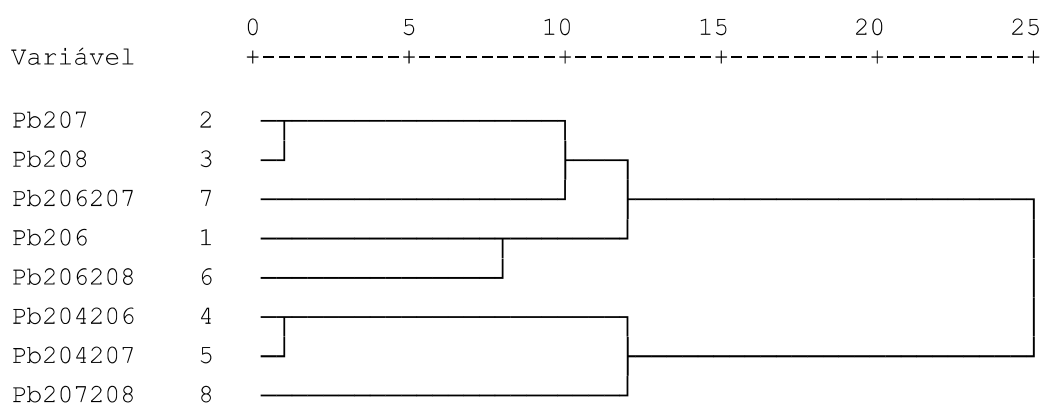 0 5 10 15 20 25
Variável +---------+---------+---------+---------+---------+
Pb207 2
Pb208 3
Pb206207 7
Pb206 1
Pb206208 6
Pb204206 4
Pb204207 5
Pb207208 8